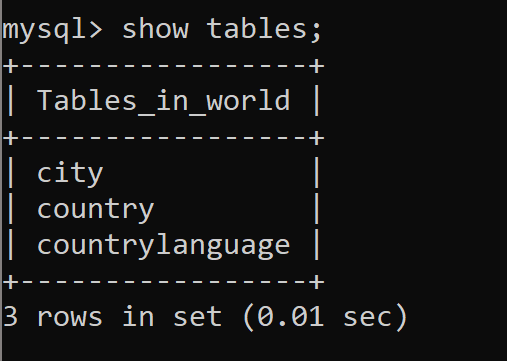 mysql> show tables;
+-----------------+
| Tables_in_world |
+-----------------+
| city            |
| country         |
| countrylanguage |
+-----------------+
3 rows in set (0.01 sec)